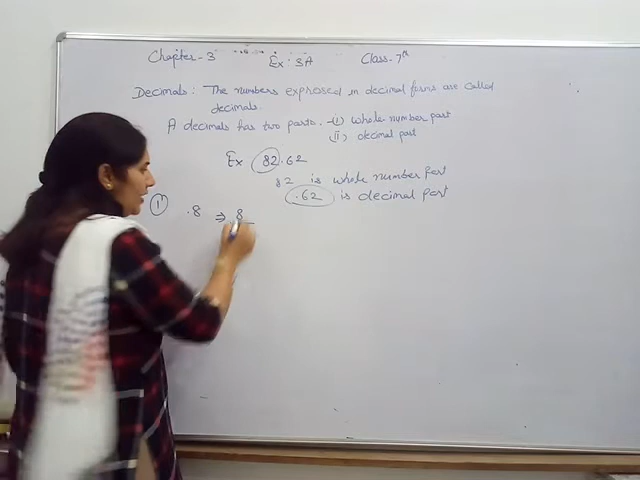 Chapter-3 Ex: 3A Class-7th
Decimals: The numbers exprosed in decimal forms are called
decimals.
A decimals has two parts. -(i) whole number part
(ii) decimal part
Ex 82.62
82 is whole number part
.62 is decimal part
(1) .8 ⇒ 8